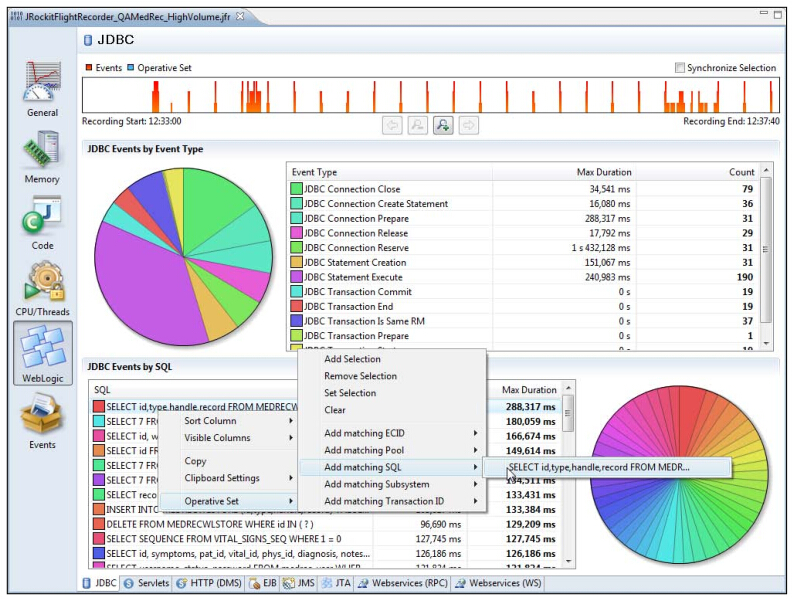 JRockitFlightRecorder_QAMedRec_HighVolume.jfr
JDBC
Events Operative Set Synchronize Selection
Recording Start: 12:33:00 Recording End: 12:37:40
General
Memory
Code
CPU/Threads
WebLogic
Events
JDBC Events by Event Type
Event Type Max Duration Count
JDBC Connection Close 34,541 ms 79
JDBC Connection Create Statement 16,080 ms 36
JDBC Connection Prepare 288,317 ms 31
JDBC Connection Release 17,792 ms 29
JDBC Connection Reserve 1 s 432,128 ms 31
JDBC Statement Creation 151,067 ms 31
JDBC Statement Execute 240,983 ms 190
JDBC Transaction Commit 0 s 19
JDBC Transaction End 0 s 19
JDBC Transaction Is Same RM 0 s 37
JDBC Transaction Prepare 0 s 1
0 s 19
JDBC Events by SQL
SQL Max Duration
SELECT id,type,handle,record FROM MEDRECW 288,317 ms
SELECT 7 FR 180,059 ms
SELECT id, w 166,674 ms
SELECT id FR 149,614 ms
SELECT 7 FR
SELECT 7 FR 134,511 ms
SELECT reco 133,431 ms
INSERT INTO 133,384 ms
DELETE FROM MEDRECWLSTORE WHERE id IN ( ? ) 96,690 ms 129,209 ms
SELECT SEQUENCE FROM VITAL_SIGNS_SEQ WHERE 1 = 0 127,745 ms 127,745 ms
SELECT id, symptoms, pat_id, vital_id, phys_id, diagnosis, notes... 126,186 ms 126,186 ms
Sort Column
Visible Columns
Copy
Clipboard Settings
Operative Set
Add Selection
Remove Selection
Set Selection
Clear
Add matching ECID
Add matching Pool
Add matching SQL
Add matching Subsystem
Add matching Transaction ID
SELECT id,type,handle,record FROM MEDR...
JDBC Servlets HTTP (DMS) EJB JMS JTA Webservices (RPC) Webservices (WS)